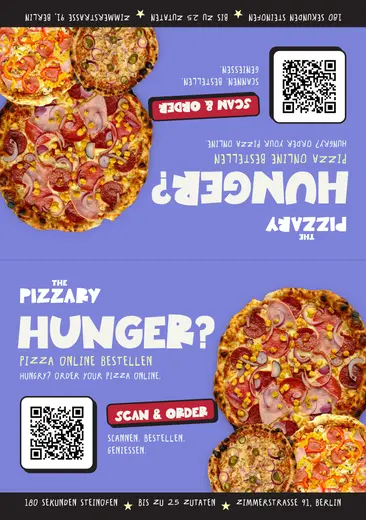 180 SEKUNDEN STEINOFEN ★ BIS ZU 25 ZUTATEN ★ ZIMMERSTRASSE 91, BERLIN
SCANNEN. BESTELLEN.
GENIESSEN.
SCAN & ORDER
HUNGRY? ORDER YOUR PIZZA ONLINE
PIZZA ONLINE BESTELLEN
HUNGER?
THE
PIZZARY
THE
PIZZARY
HUNGER?
PIZZA ONLINE BESTELLEN
HUNGRY? ORDER YOUR PIZZA ONLINE.
SCAN & ORDER
SCANNEN. BESTELLEN.
GENIESSEN.
180 SEKUNDEN STEINOFEN ★ BIS ZU 25 ZUTATEN ★ ZIMMERSTRASSE 91, BERLIN